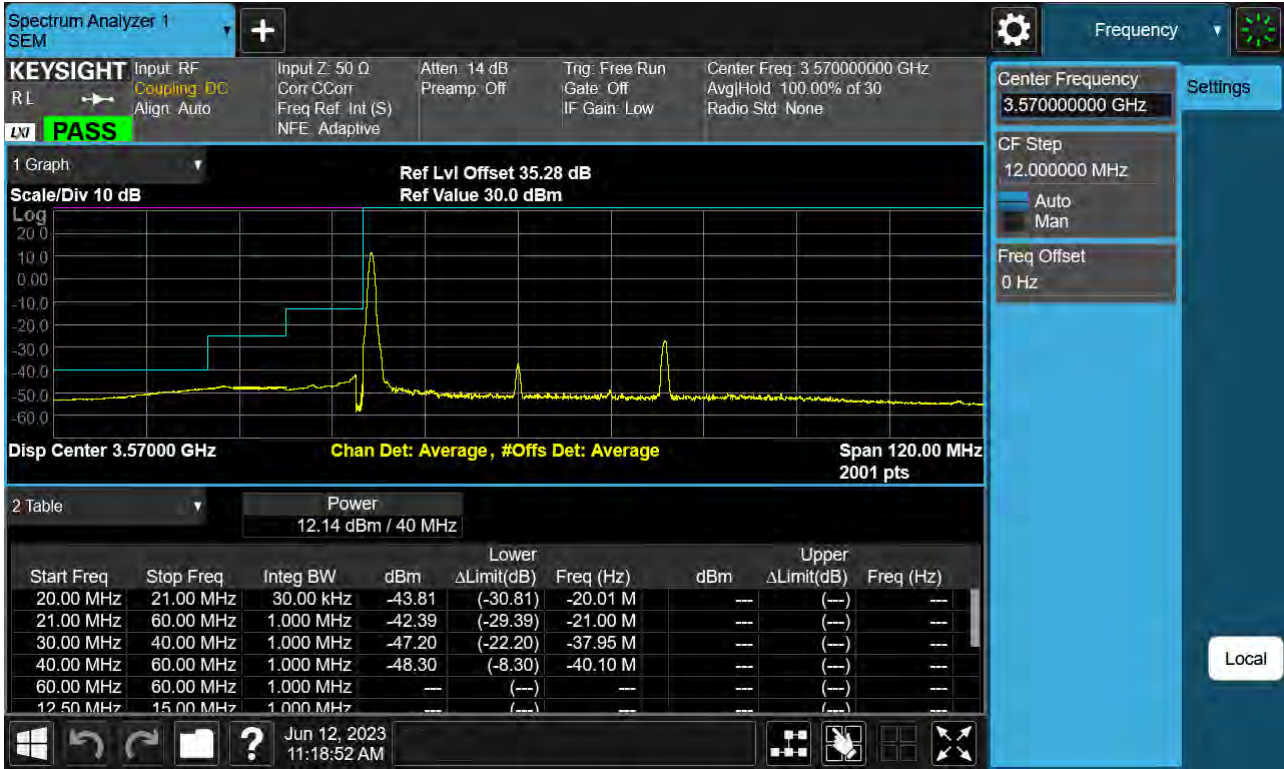 Spectrum Analyzer 1
SEM
Frequency
KEYSIGHT
Input: RF
Coupling: DC
Align: Auto
Input Z: 50 Ω
Corr CCorr
Freq Ref: Int (S)
NFE: Adaptive
Atten: 14 dB
Preamp: Off
Trig: Free Run
Gate: Off
IF Gain: Low
Center Freq: 3.570000000 GHz
Avg|Hold: 100.00% of 30
Radio Std: None
R L
LXI PASS
Center Frequency
3.570000000 GHz
Settings
CF Step
12.000000 MHz
Auto
Man
Freq Offset
0 Hz
1 Graph
Scale/Div 10 dB
Ref Lvl Offset 35.28 dB
Ref Value 30.0 dBm
Log
20.0
10.0
0.00
-10.0
-20.0
-30.0
-40.0
-50.0
-60.0
Disp Center 3.57000 GHz Chan Det: Average , #Offs Det: Average Span 120.00 MHz
2001 pts
2 Table
Power
12.14 dBm / 40 MHz
Lower Upper
Start Freq Stop Freq Integ BW dBm ΔLimit(dB) Freq (Hz) dBm ΔLimit(dB) Freq (Hz)
20.00 MHz 21.00 MHz 30.00 kHz -43.81 (-30.81) -20.01 M --- (---) ---
21.00 MHz 60.00 MHz 1.000 MHz -42.39 (-29.39) -21.00 M --- (---) ---
30.00 MHz 40.00 MHz 1.000 MHz -47.20 (-22.20) -37.95 M --- (---) ---
40.00 MHz 60.00 MHz 1.000 MHz -48.30 (-8.30) -40.10 M --- (---) ---
60.00 MHz 60.00 MHz 1.000 MHz --- (---) --- --- (---) ---
12.50 MHz 15.00 MHz 1.000 MHz --- (---) --- --- (---) ---
Local
Jun 12, 2023
11:18:52 AM